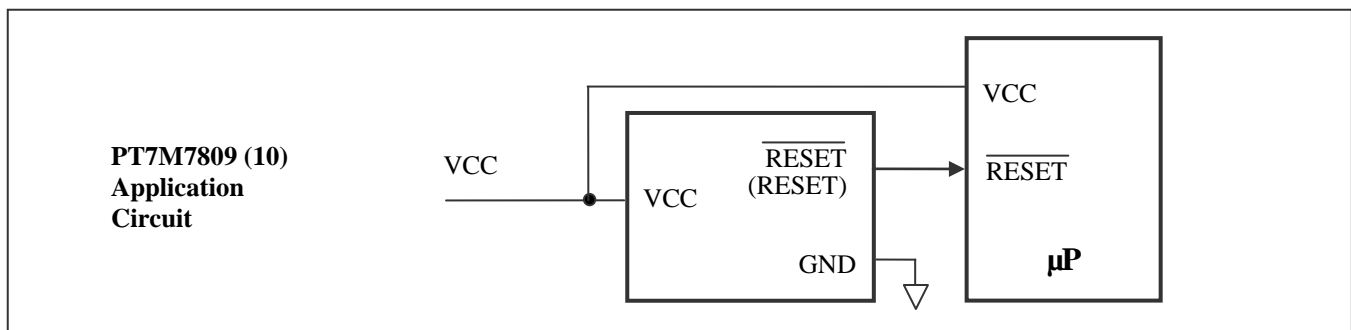 PT7M7809 (10)
Application
Circuit
VCC
VCC
RESET
(RESET)
GND
VCC
RESET
µP